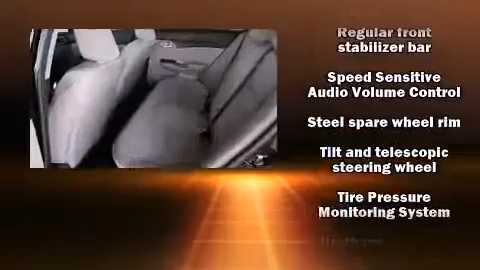 Regular front
stabilizer bar
Speed Sensitive
Audio Volume Control
Steel spare wheel rim
Tilt and telescopic
steering wheel
Tire Pressure
Monitoring System